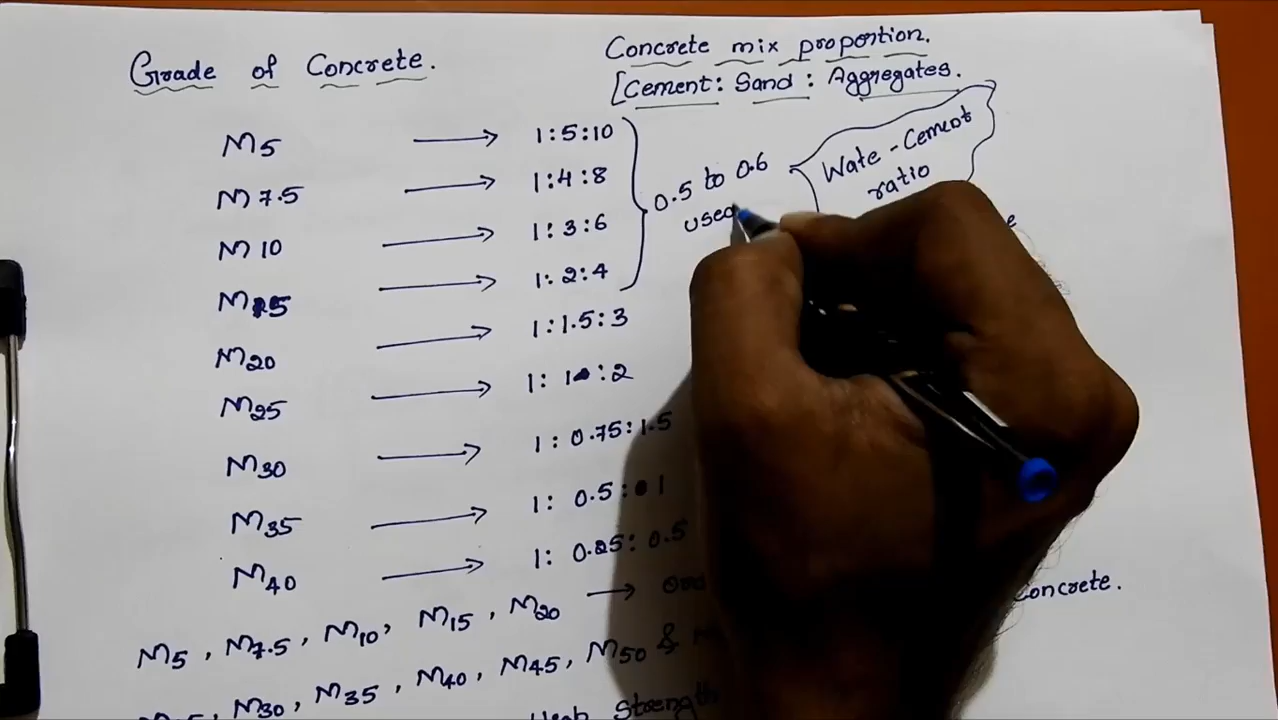 Grade of Concrete.
Concrete mix proportion.
[Cement: Sand: Aggregates.
M5 → 1:5:10
M7.5 → 1:4:8
M10 → 1:3:6
M15 → 1:2:4
M20 → 1:1.5:3
M25 → 1:1:2
M30 → 1:0.75:1.5
M35 → 1:0.5:1
M40 → 1:0.25:0.5
0.5 to 0.6
used
Wate-Cement
ratio
M5, M7.5, M10, M15, M20 → Concrete.
M30, M35, M40, M45, M50 &
High Strength